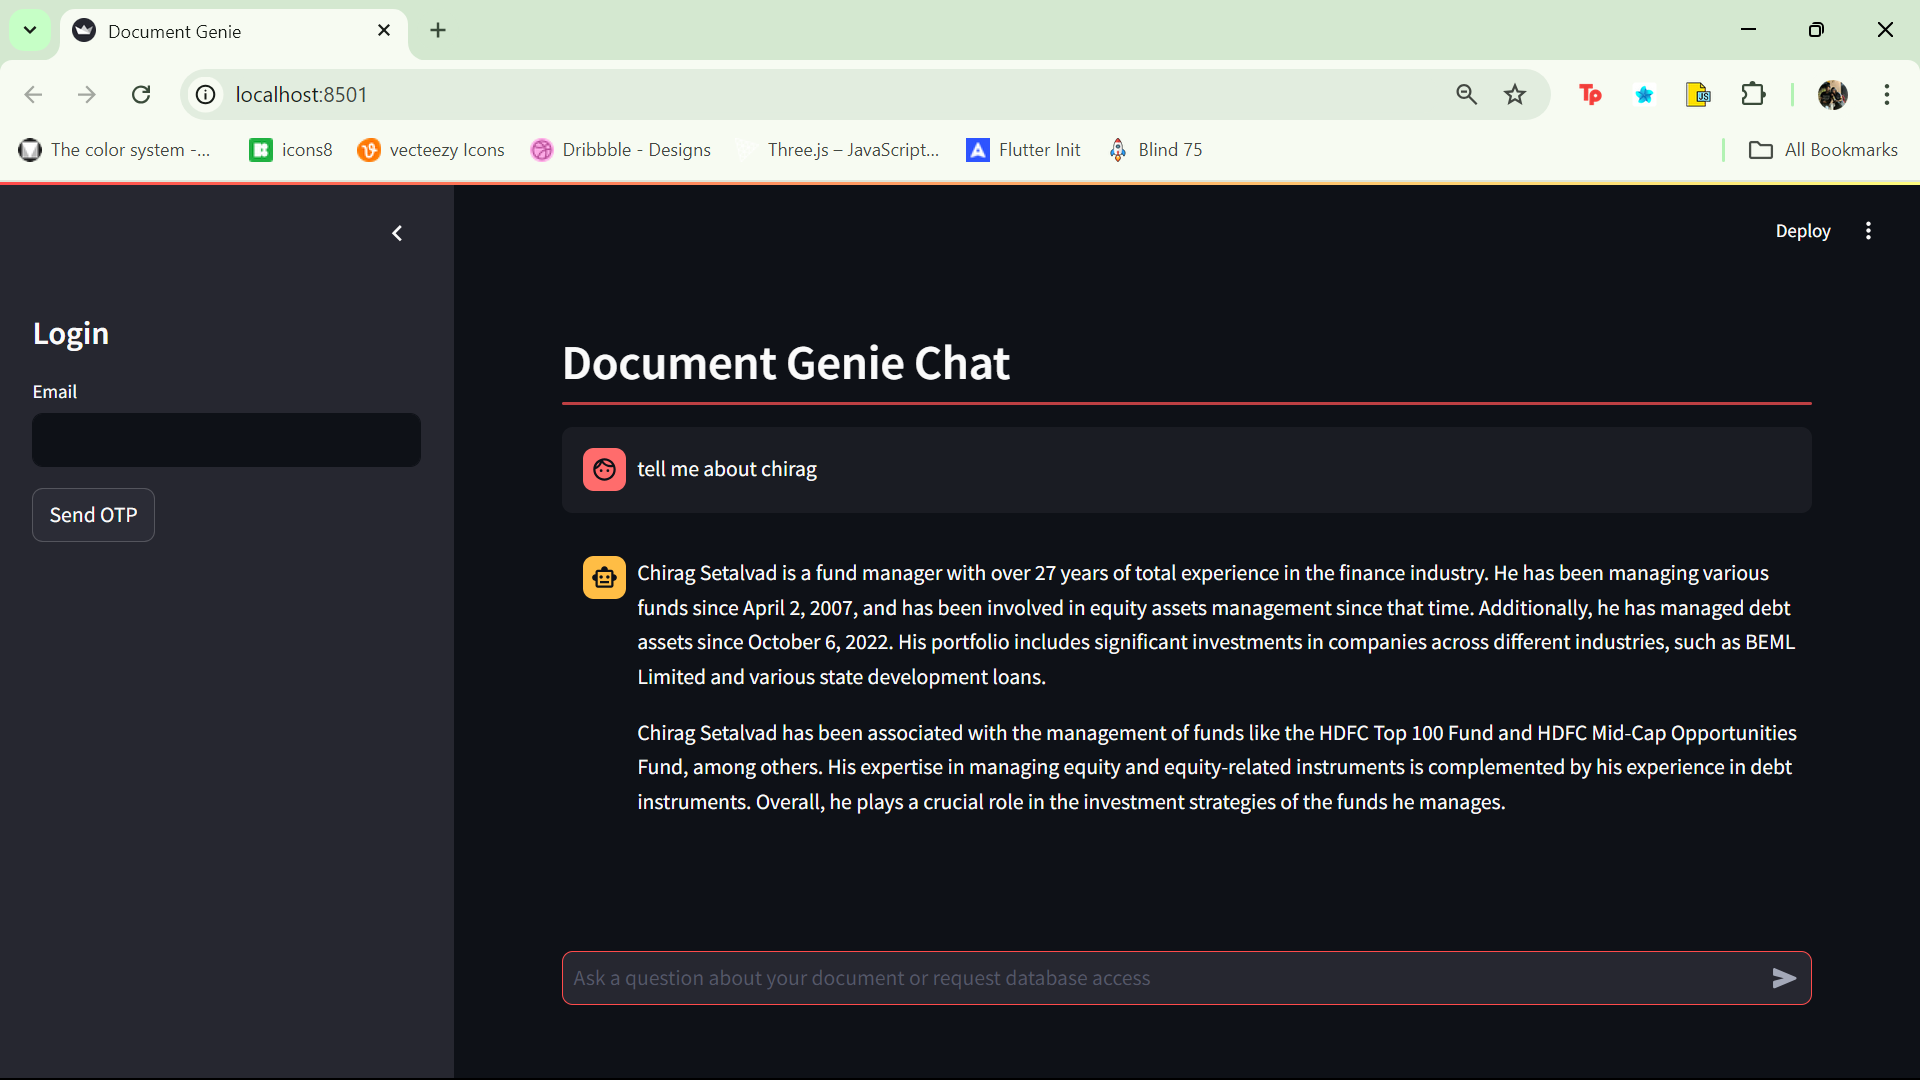 Document Genie
localhost:8501
The color system -...
icons8
vecteezy Icons
Dribbble - Designs
Three.js – JavaScript...
Flutter Init
Blind 75
All Bookmarks
Deploy
Login
Email
Send OTP
Document Genie Chat
tell me about chirag
Chirag Setalvad is a fund manager with over 27 years of total experience in the finance industry. He has been managing various
funds since April 2, 2007, and has been involved in equity assets management since that time. Additionally, he has managed debt
assets since October 6, 2022. His portfolio includes significant investments in companies across different industries, such as BEML
Limited and various state development loans.
Chirag Setalvad has been associated with the management of funds like the HDFC Top 100 Fund and HDFC Mid-Cap Opportunities
Fund, among others. His expertise in managing equity and equity-related instruments is complemented by his experience in debt
instruments. Overall, he plays a crucial role in the investment strategies of the funds he manages.
Ask a question about your document or request database access